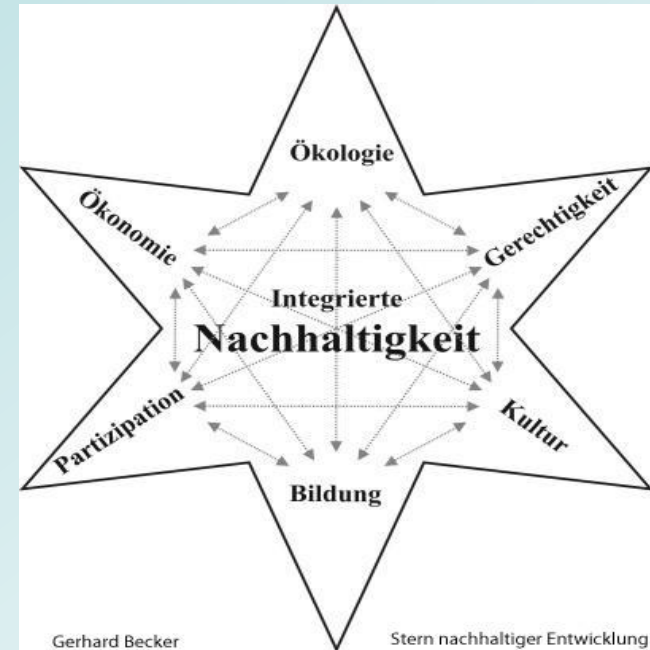 Ökologie
Ökonomie
Gerechtigkeit
Integrierte
Nachhaltigkeit
Partizipation
Kultur
Bildung
Gerhard Becker
Stern nachhaltiger Entwicklung